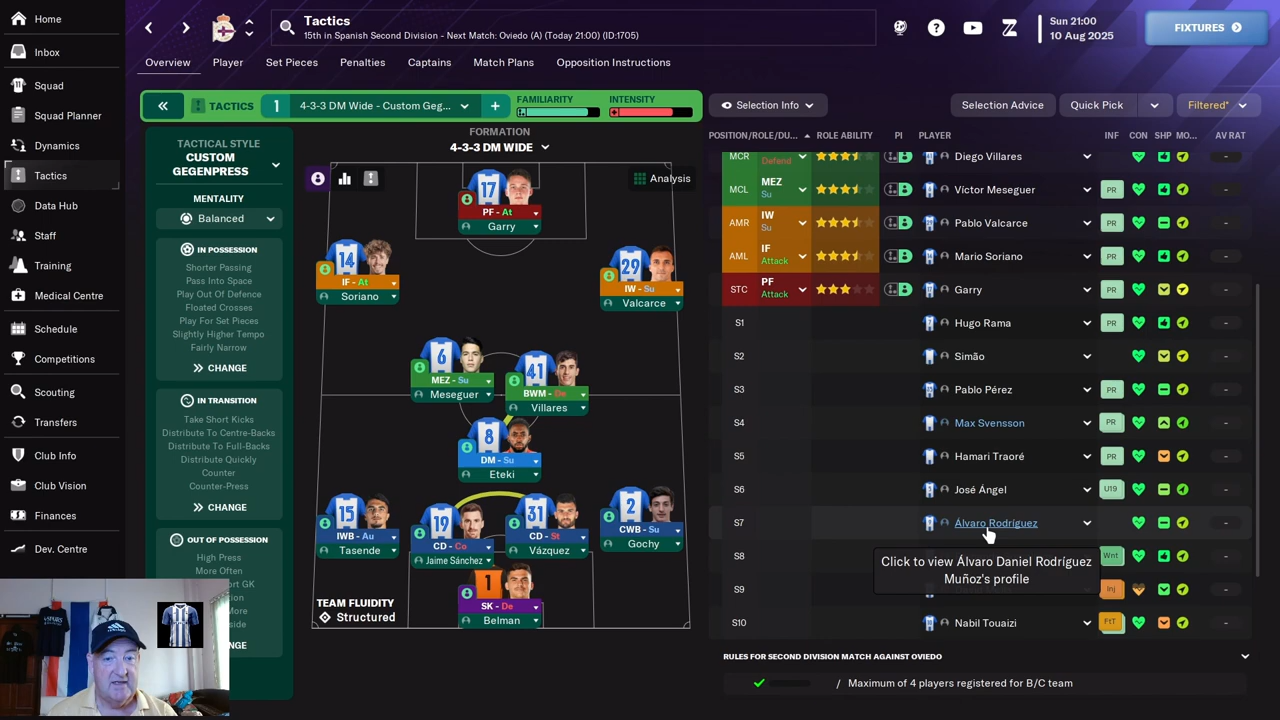 Home
Inbox
Squad
Squad Planner
Dynamics
Tactics
Data Hub
Staff
Training
Medical Centre
Schedule
Competitions
Scouting
Transfers
Club Info
Club Vision
Finances
Dev. Centre
Tactics
15th in Spanish Second Division - Next Match: Oviedo (A) (Today 21:00) (ID:1705)
Sun 21:00
10 Aug 2025
FIXTURES
Overview
Player
Set Pieces
Penalties
Captains
Match Plans
Opposition Instructions
TACTICS
1
4-3-3 DM Wide - Custom Geg...
FAMILIARITY
INTENSITY
TACTICAL STYLE
CUSTOM
GEGENPRESS
MENTALITY
Balanced
IN POSSESSION
Shorter Passing
Pass Into Space
Play Out Of Defence
Floated Crosses
Play For Set Pieces
Slightly Higher Tempo
Fairly Narrow
CHANGE
IN TRANSITION
Take Short Kicks
Distribute To Centre-Backs
Distribute To Full-Backs
Distribute Quickly
Counter
Counter-Press
CHANGE
OUT OF POSSESSION
High Press
More Often
FORMATION
4-3-3 DM WIDE
Analysis
17
PF - At
Garry
14
IF - At
Soriano
29
IW - Su
Valcarce
6
MEZ - Su
Meseguer
41
BWM - De
Villares
8
DM - Su
Eteki
15
IWB - Au
Tasende
19
CD - Co
Jaime Sánchez
31
CD - St
Vázquez
2
CWB - Su
Gochy
1
SK - De
Belman
TEAM FLUIDITY
Structured
Selection Info
Selection Advice
Quick Pick
Filtered*
POSITION/ROLE/DU...
ROLE ABILITY
PI
PLAYER
INF
CON
SHP
MO...
AV RAT
MCR Defend Diego Villares -
MCL MEZ Su Víctor Meseguer PR -
AMR IW Su Pablo Valcarce PR -
AML IF Attack Mario Soriano PR -
STC PF Attack Garry PR -
S1 Hugo Rama PR -
S2 Simão -
S3 Pablo Pérez PR -
S4 Max Svensson PR -
S5 Hamari Traoré PR -
S6 José Ángel U19 -
S7 Álvaro Rodríguez -
Click to view Álvaro Daniel Rodríguez
Muñoz's profile
S8 Wnt -
S9 Inj -
S10 Nabil Touaizi FtT -
RULES FOR SECOND DIVISION MATCH AGAINST OVIEDO
/ Maximum of 4 players registered for B/C team